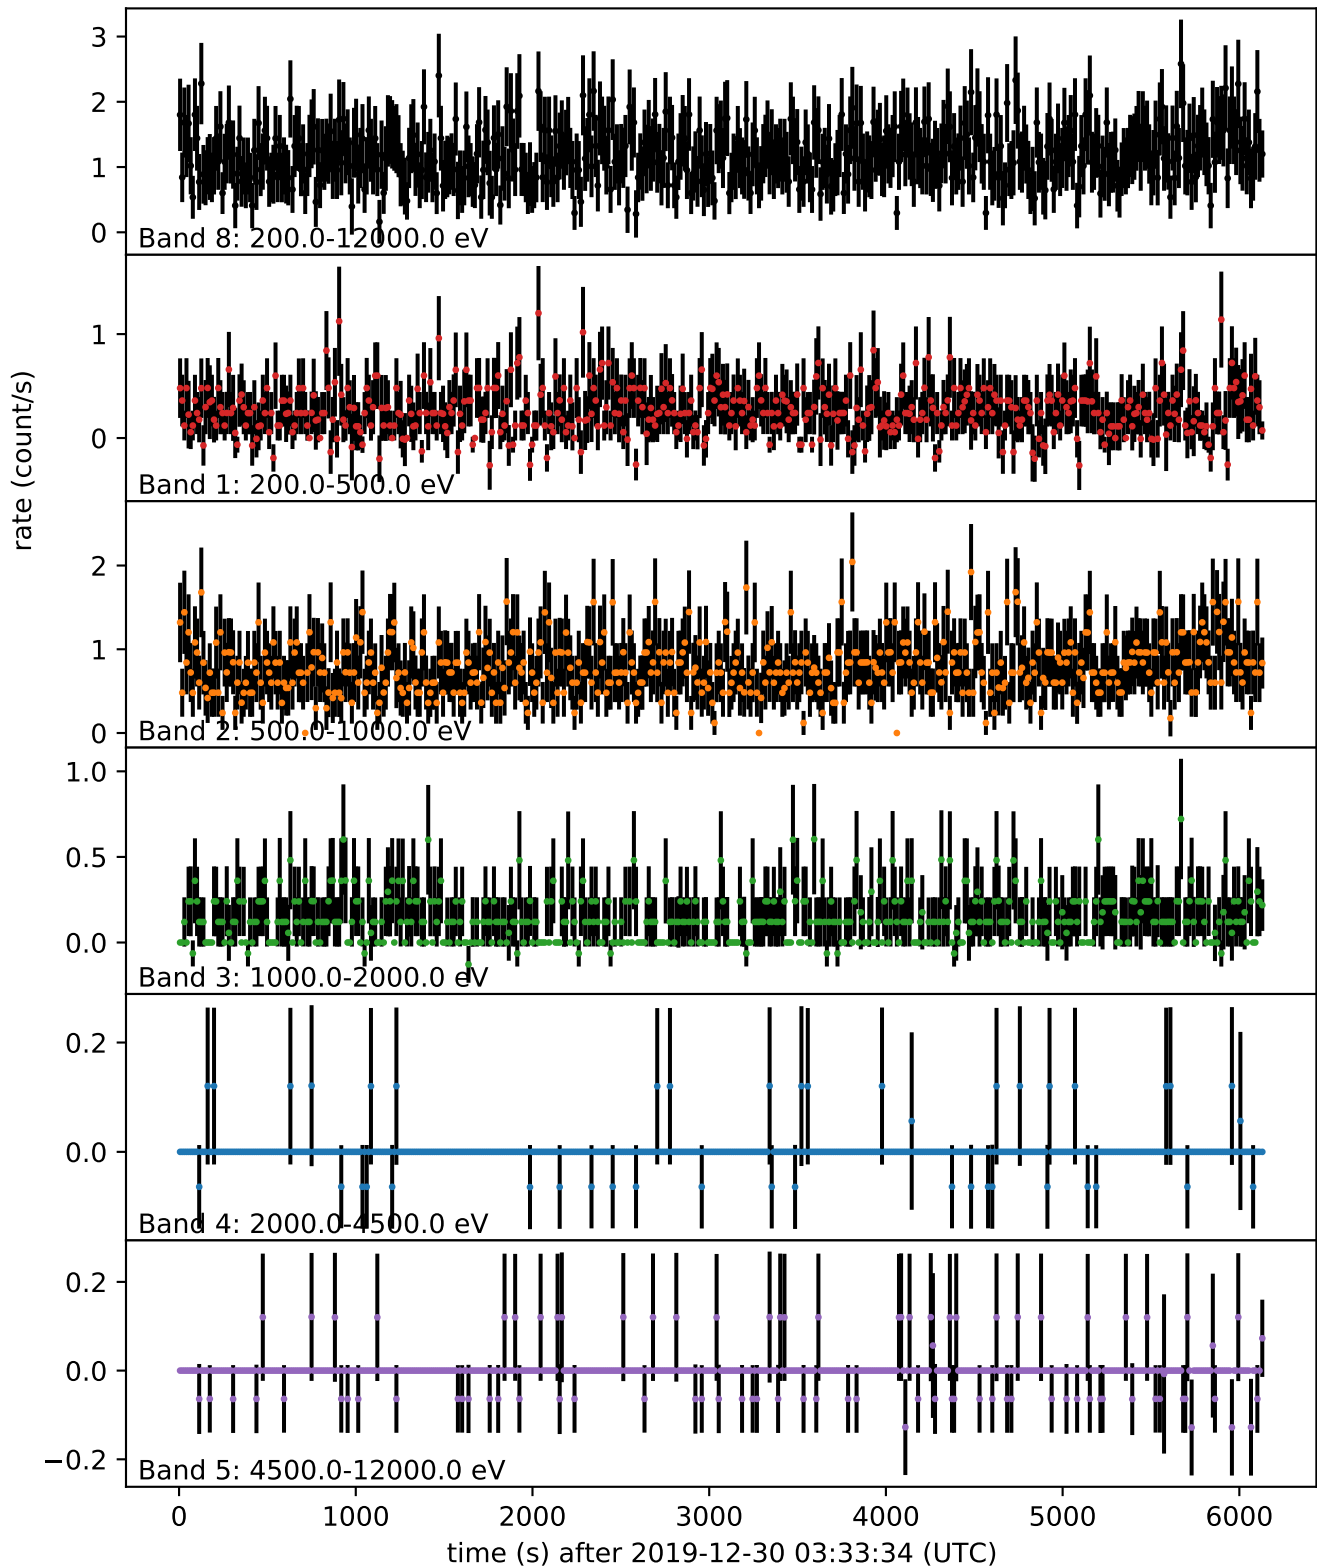 rate (count/s)
3
2
1
0
Band 8: 200.0-12000.0 eV
1
0
Band 1: 200.0-500.0 eV
2
1
0
Band 2: 500.0-1000.0 eV
1.0
0.5
0.0
Band 3: 1000.0-2000.0 eV
0.2
0.0
Band 4: 2000.0-4500.0 eV
0.2
0.0
−0.2
Band 5: 4500.0-12000.0 eV
0 1000 2000 3000 4000 5000 6000
time (s) after 2019-12-30 03:33:34 (UTC)